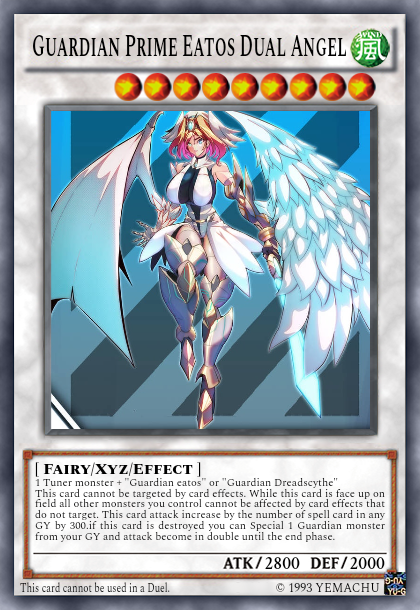 Guardian Prime Eatos Dual Angel
WIND
風
[ Fairy/Xyz/Effect ]
1 Tuner monster + "Guardian eatos" or "Guardian Dreadscythe"
This card cannot be targeted by card effects. While this card is face up on
field all other monsters you control cannot be affected by card effects that
do not target. This card attack increase by the number of spell card in any
GY by 300.if this card is destroyed you can Special 1 Guardian monster
from your GY and attack become in double until the end phase.
ATK/2800 DEF/2000
This card cannot be used in a Duel.
© 1993 YEMACHU